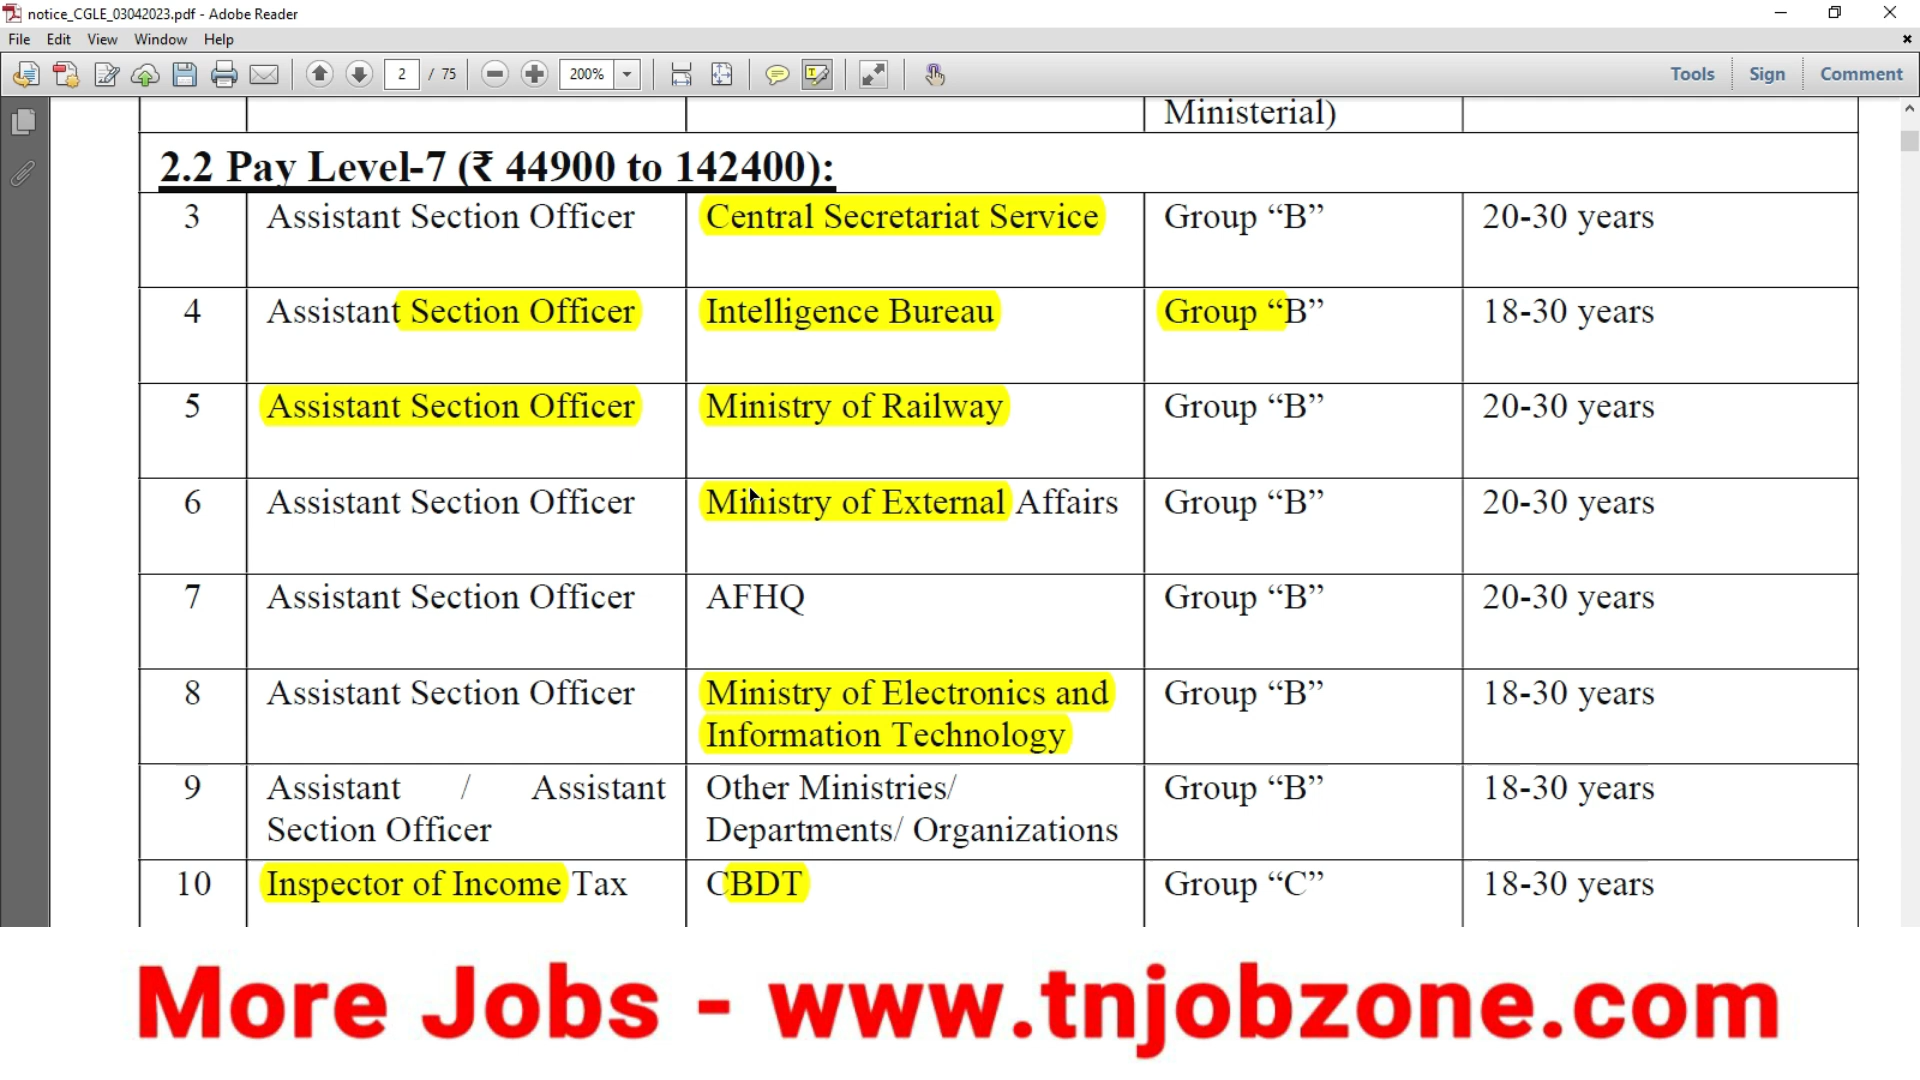 notice_CGLE_03042023.pdf - Adobe Reader
File Edit View Window Help
2 / 75 200% Tools Sign Comment
Ministerial)
2.2 Pay Level-7 (₹ 44900 to 142400):
3 Assistant Section Officer Central Secretariat Service Group “B” 20-30 years
4 Assistant Section Officer Intelligence Bureau Group “B” 18-30 years
5 Assistant Section Officer Ministry of Railway Group “B” 20-30 years
6 Assistant Section Officer Ministry of External Affairs Group “B” 20-30 years
7 Assistant Section Officer AFHQ Group “B” 20-30 years
8 Assistant Section Officer Ministry of Electronics and Group “B” 18-30 years
Information Technology
9 Assistant / Assistant Other Ministries/ Group “B” 18-30 years
Section Officer Departments/ Organizations
10 Inspector of Income Tax CBDT Group “C” 18-30 years
More Jobs - www.tnjobzone.com